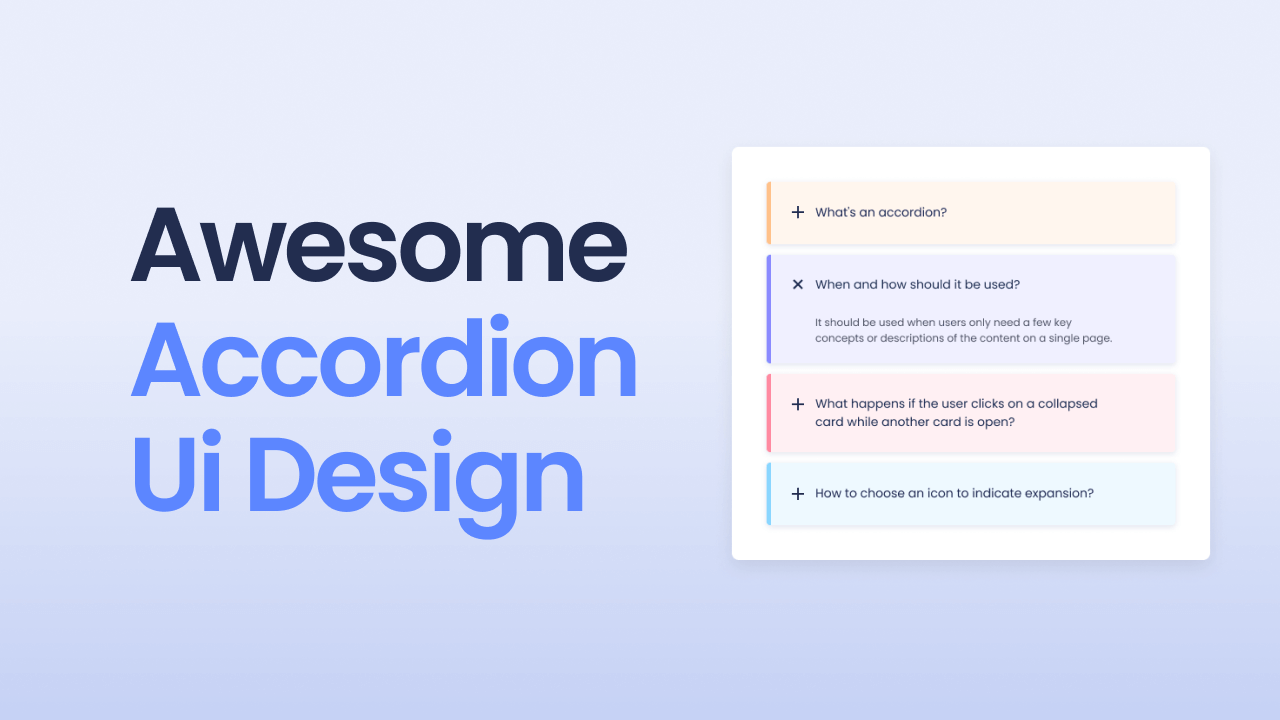 Awesome
Accordion
Ui Design
What's an accordion?
When and how should it be used?
It should be used when users only need a few key
concepts or descriptions of the content on a single page.
What happens if the user clicks on a collapsed
card while another card is open?
How to choose an icon to indicate expansion?